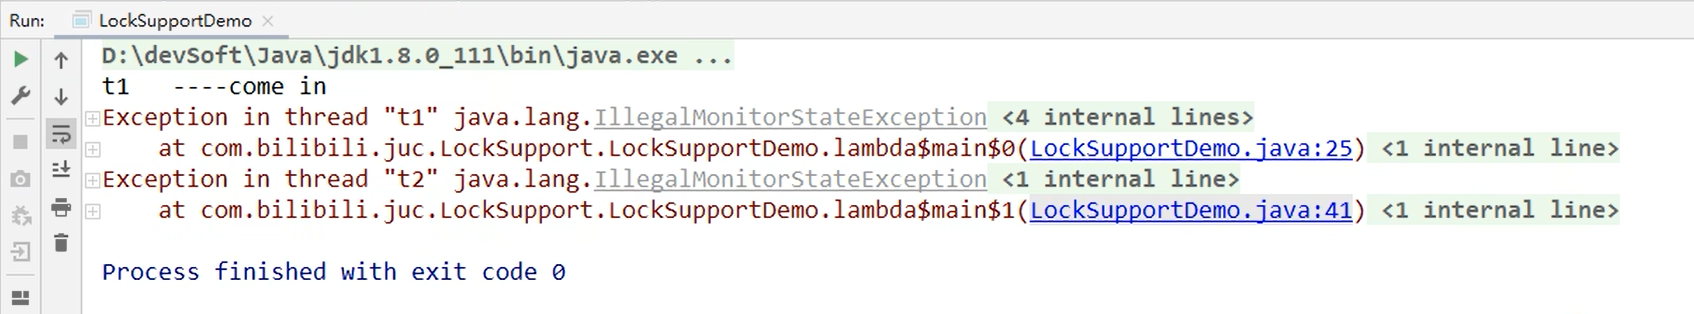 Run: LockSupportDemo ×
D:\devSoft\Java\jdk1.8.0_111\bin\java.exe ...
t1   ----come in
Exception in thread "t1" java.lang.IllegalMonitorStateException <4 internal lines>
    at com.bilibili.juc.LockSupport.LockSupportDemo.lambda$main$0(LockSupportDemo.java:25) <1 internal line>
Exception in thread "t2" java.lang.IllegalMonitorStateException <1 internal line>
    at com.bilibili.juc.LockSupport.LockSupportDemo.lambda$main$1(LockSupportDemo.java:41) <1 internal line>
Process finished with exit code 0